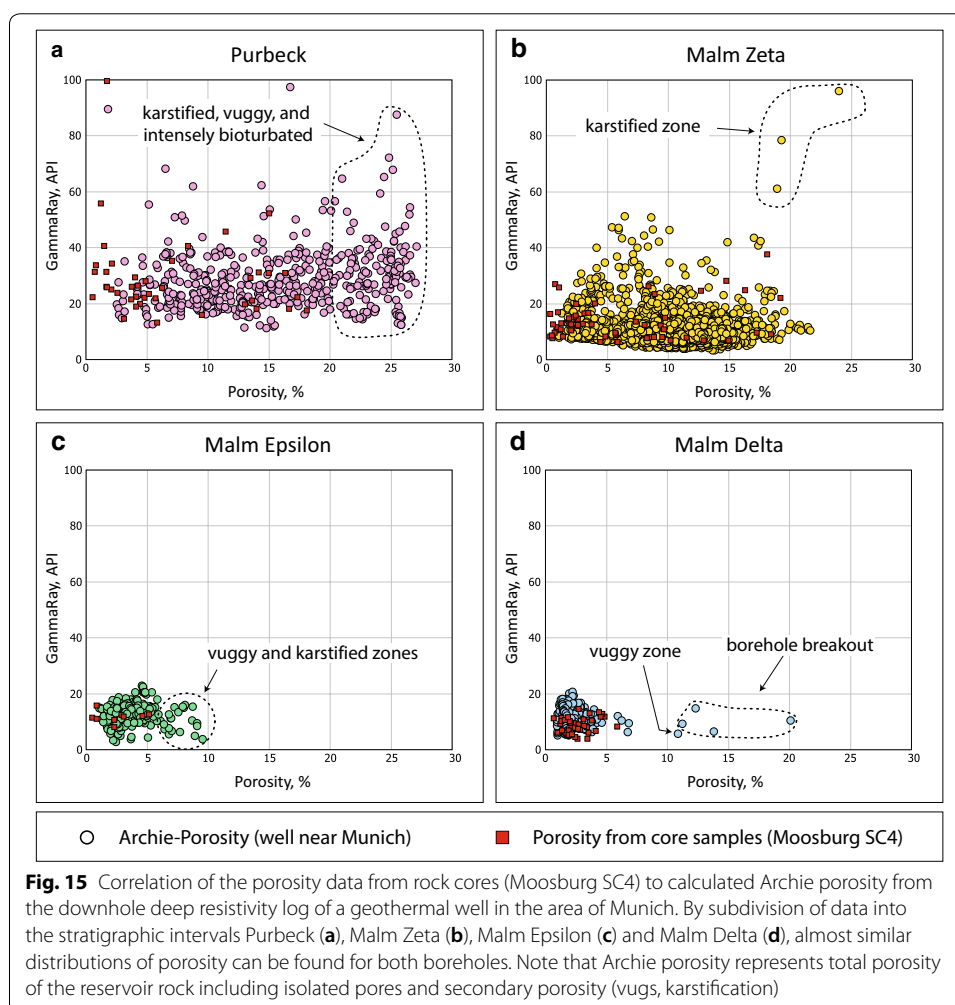 a
Purbeck
karstified, vuggy, and
intensely bioturbated
GammaRay, API
100
80
60
40
20
0
0
5
10
15
20
25
30
Porosity, %
b
Malm Zeta
karstified zone
GammaRay, API
100
80
60
40
20
0
0
5
10
15
20
25
30
Porosity, %
c
Malm Epsilon
vuggy and karstified zones
GammaRay, API
100
80
60
40
20
0
0
5
10
15
20
25
30
Porosity, %
d
Malm Delta
borehole breakout
vuggy zone
GammaRay, API
100
80
60
40
20
0
0
5
10
15
20
25
30
Porosity, %
Archie-Porosity (well near Munich)
Porosity from core samples (Moosburg SC4)
Fig. 15 Correlation of the porosity data from rock cores (Moosburg SC4) to calculated Archie porosity from
the downhole deep resistivity log of a geothermal well in the area of Munich. By subdivision of data into
the stratigraphic intervals Purbeck (a), Malm Zeta (b), Malm Epsilon (c) and Malm Delta (d), almost similar
distributions of porosity can be found for both boreholes. Note that Archie porosity represents total porosity
of the reservoir rock including isolated pores and secondary porosity (vugs, karstification)